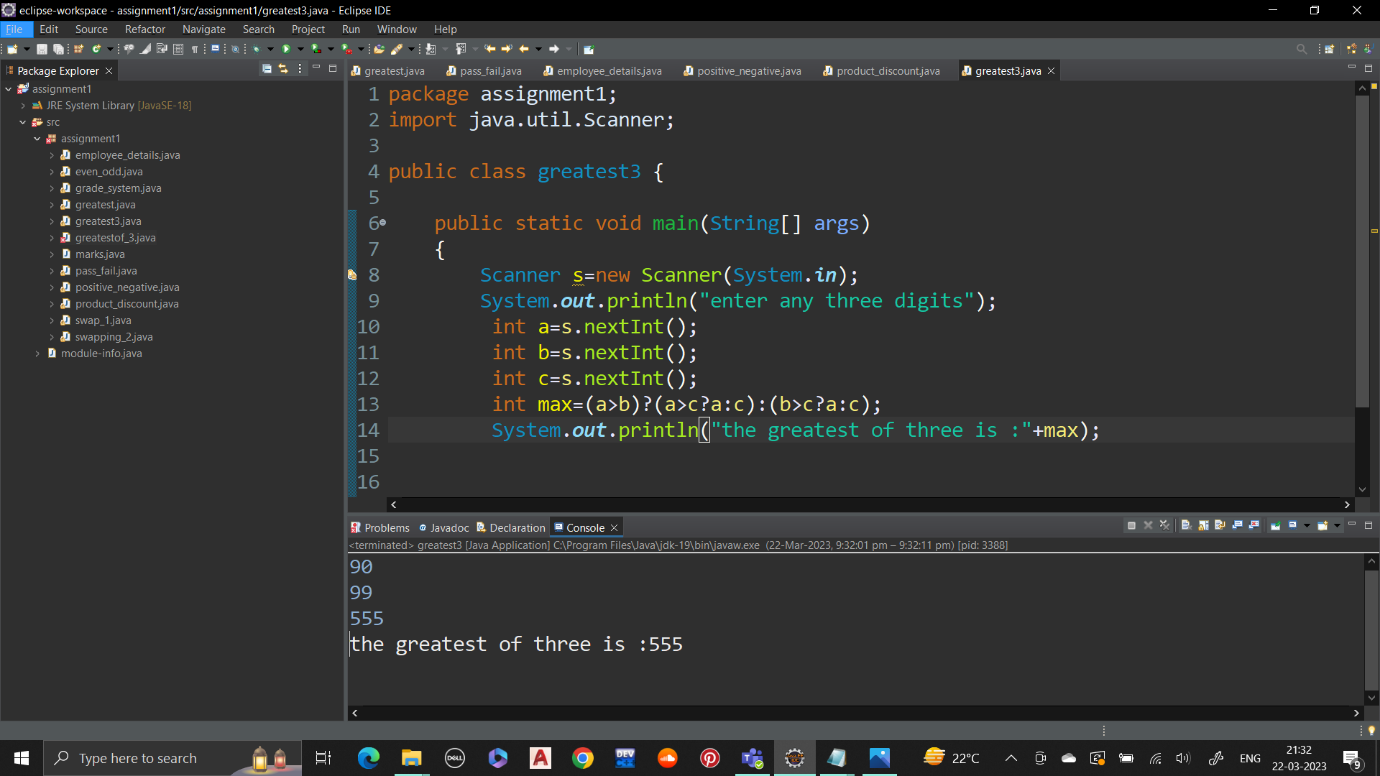 eclipse-workspace - assignment1/src/assignment1/greatest3.java - Eclipse IDE
File Edit Source Refactor Navigate Search Project Run Window Help
Package Explorer
assignment1
JRE System Library [JavaSE-18]
src
assignment1
employee_details.java
even_odd.java
grade_system.java
greatest.java
greatest3.java
greatestof_3.java
marks.java
pass_fail.java
positive_negative.java
product_discount.java
swap_1.java
swapping_2.java
module-info.java
greatest.java pass_fail.java employee_details.java positive_negative.java product_discount.java greatest3.java
1 package assignment1;
2 import java.util.Scanner;
3
4 public class greatest3 {
5
6 public static void main(String[] args)
7 {
8 Scanner s=new Scanner(System.in);
9 System.out.println("enter any three digits");
10 int a=s.nextInt();
11 int b=s.nextInt();
12 int c=s.nextInt();
13 int max=(a>b)?(a>c?a:c):(b>c?a:c);
14 System.out.println("the greatest of three is :"+max);
15
16
Problems Javadoc Declaration Console
<terminated> greatest3 [Java Application] C:\Program Files\Java\jdk-19\bin\javaw.exe (22-Mar-2023, 9:32:01 pm – 9:32:11 pm) [pid: 3388]
90
99
555
the greatest of three is :555
Type here to search
DELL
DEV
22°C
ENG
21:32
22-03-2023
9